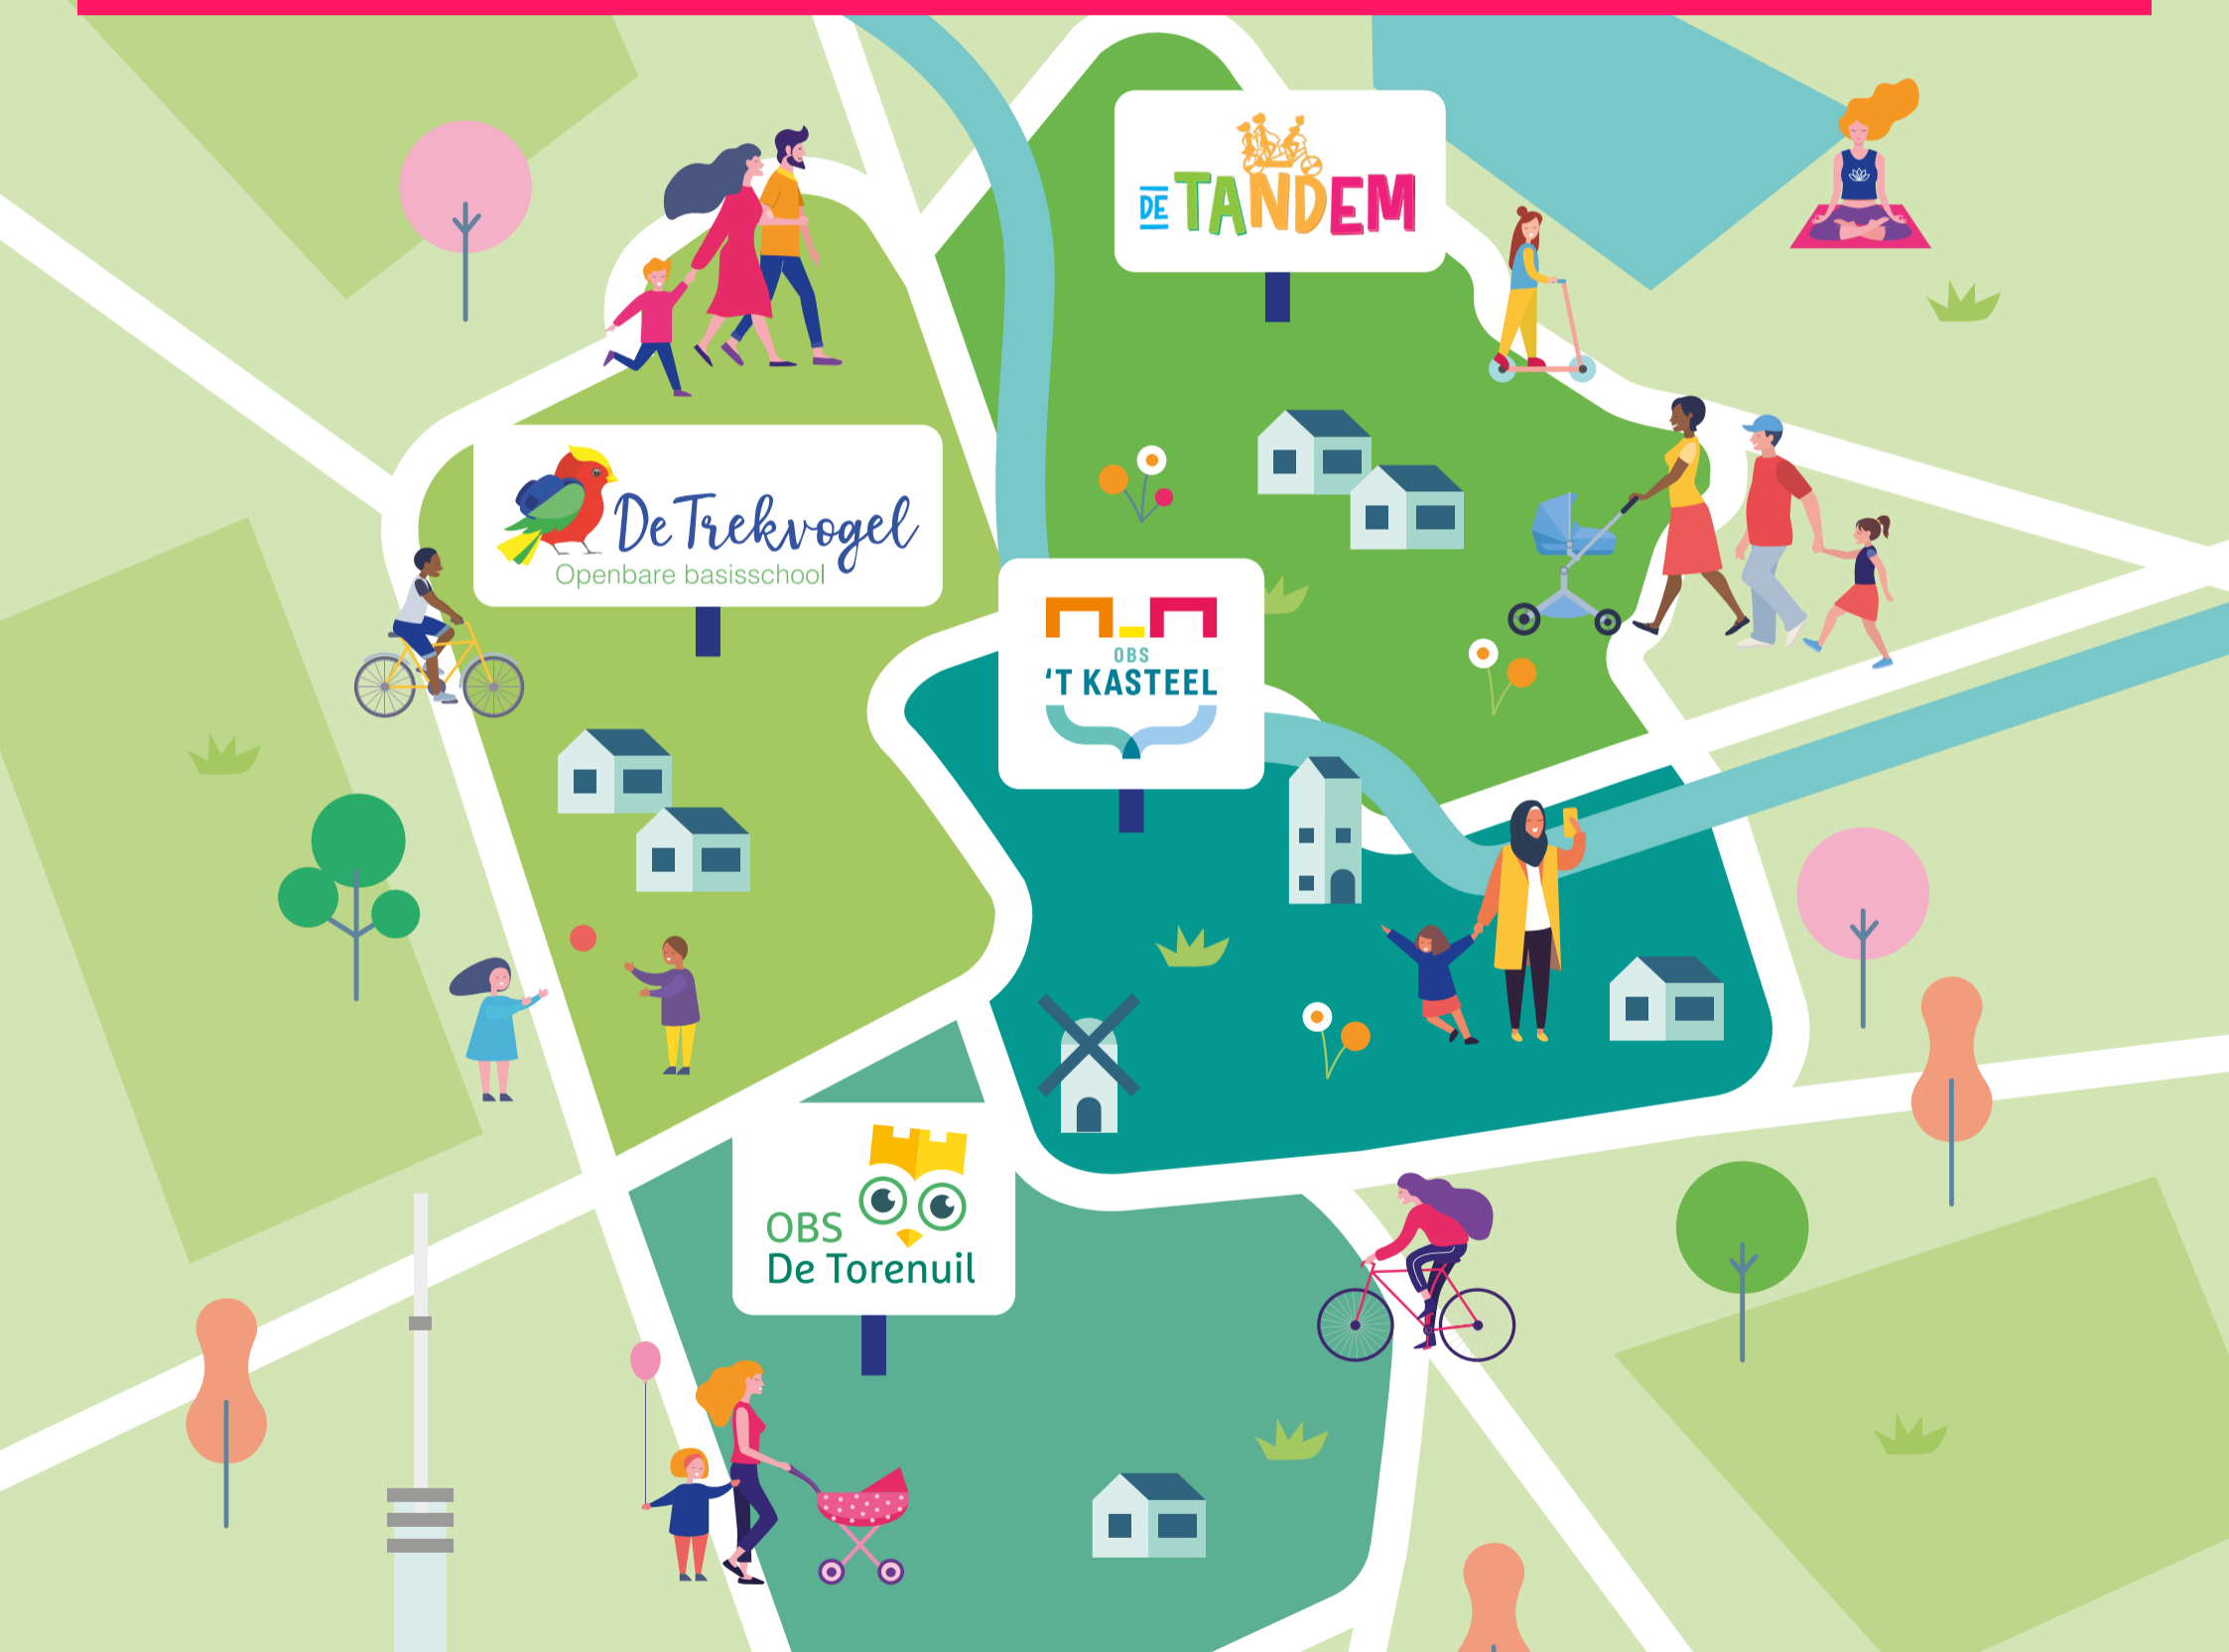 DE TANDEM
De Trekvogel
Openbare basisschool
OBS
'T KASTEEL
OBS
De Torenuil